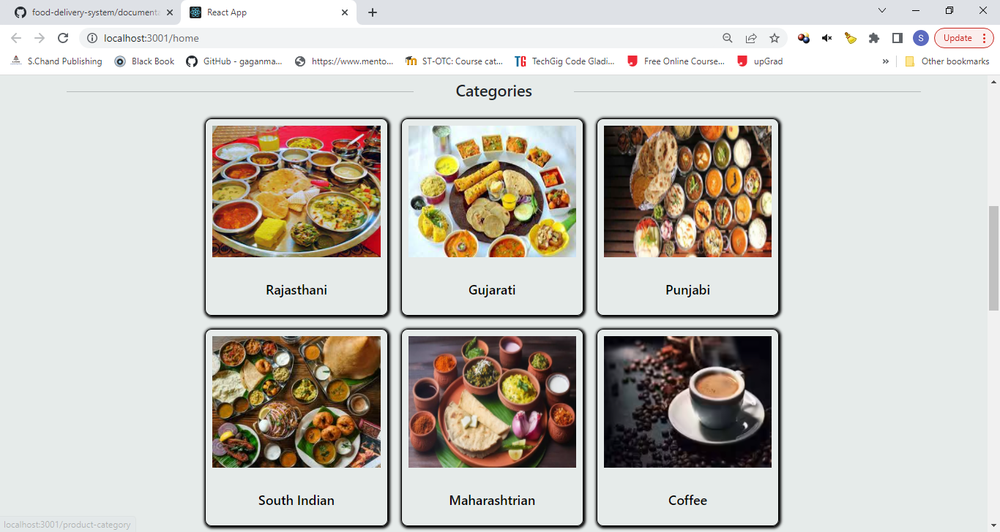 food-delivery-system/documenta
React App
localhost:3001/home
S
Update
S.Chand Publishing
Black Book
GitHub - gaganma...
https://www.mento...
ST-OTC: Course cat...
TG
TechGig Code Gladi...
Free Online Course...
upGrad
»
Other bookmarks
Categories
Rajasthani
Gujarati
Punjabi
South Indian
Maharashtrian
Coffee
localhost:3001/product-category